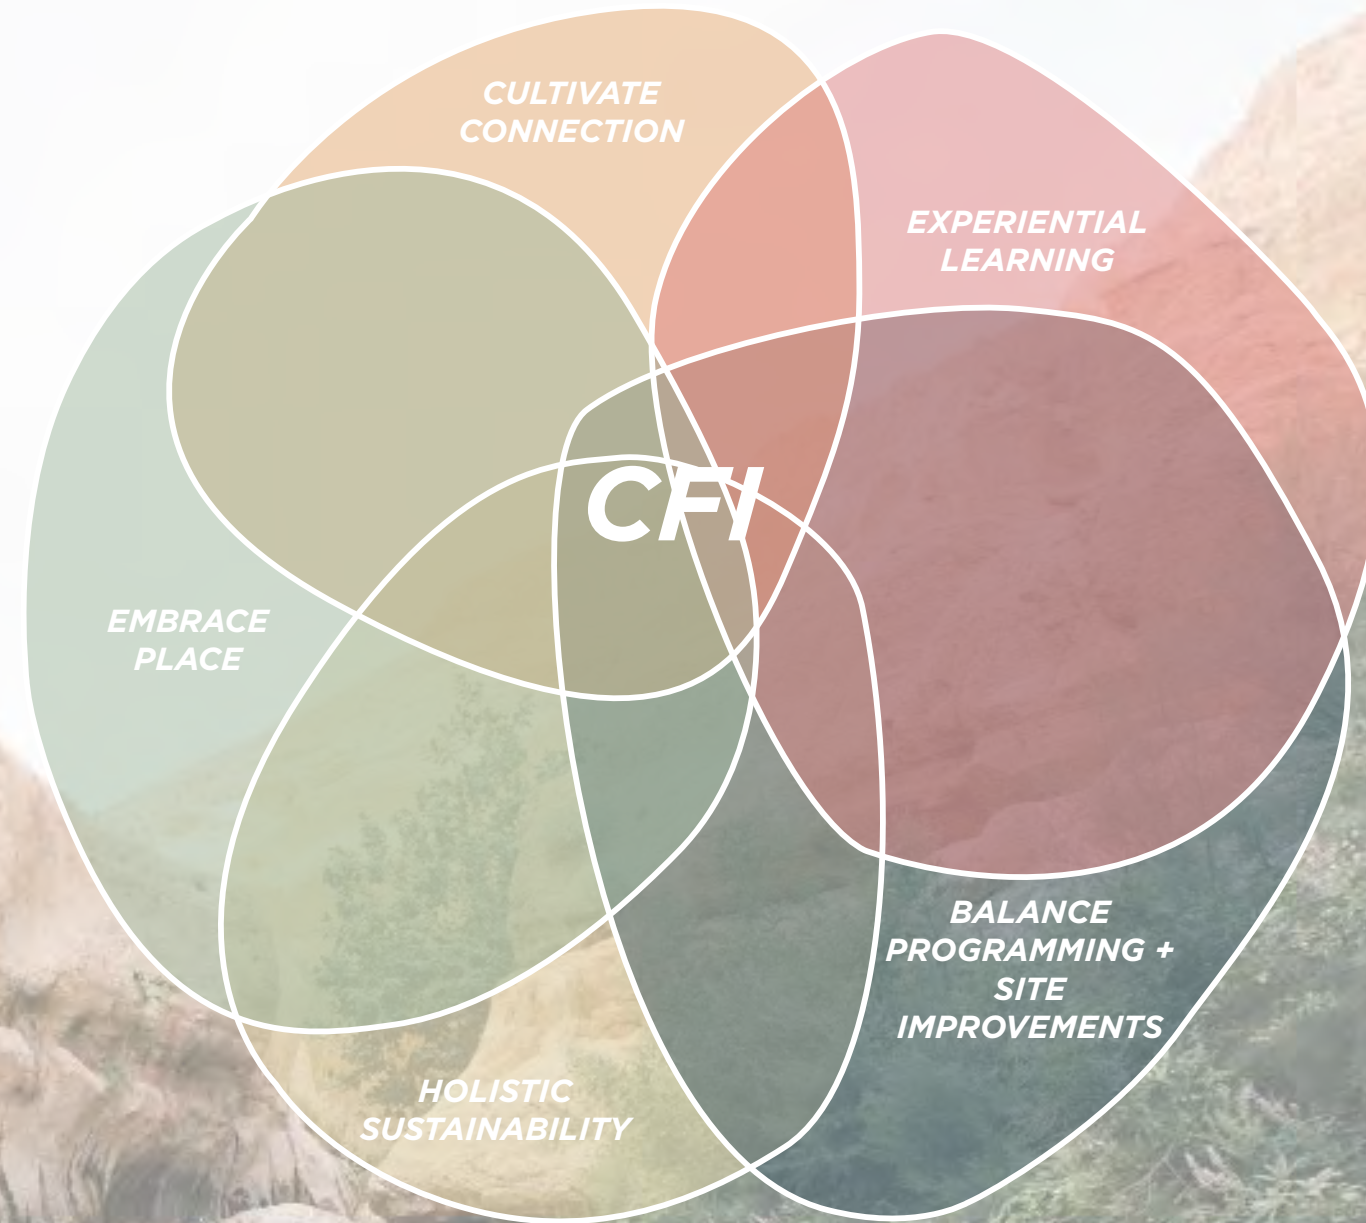 CULTIVATE
CONNECTION
EXPERIENTIAL
LEARNING
CFI
EMBRACE
PLACE
BALANCE
PROGRAMMING +
SITE
IMPROVEMENTS
HOLISTIC
SUSTAINABILITY